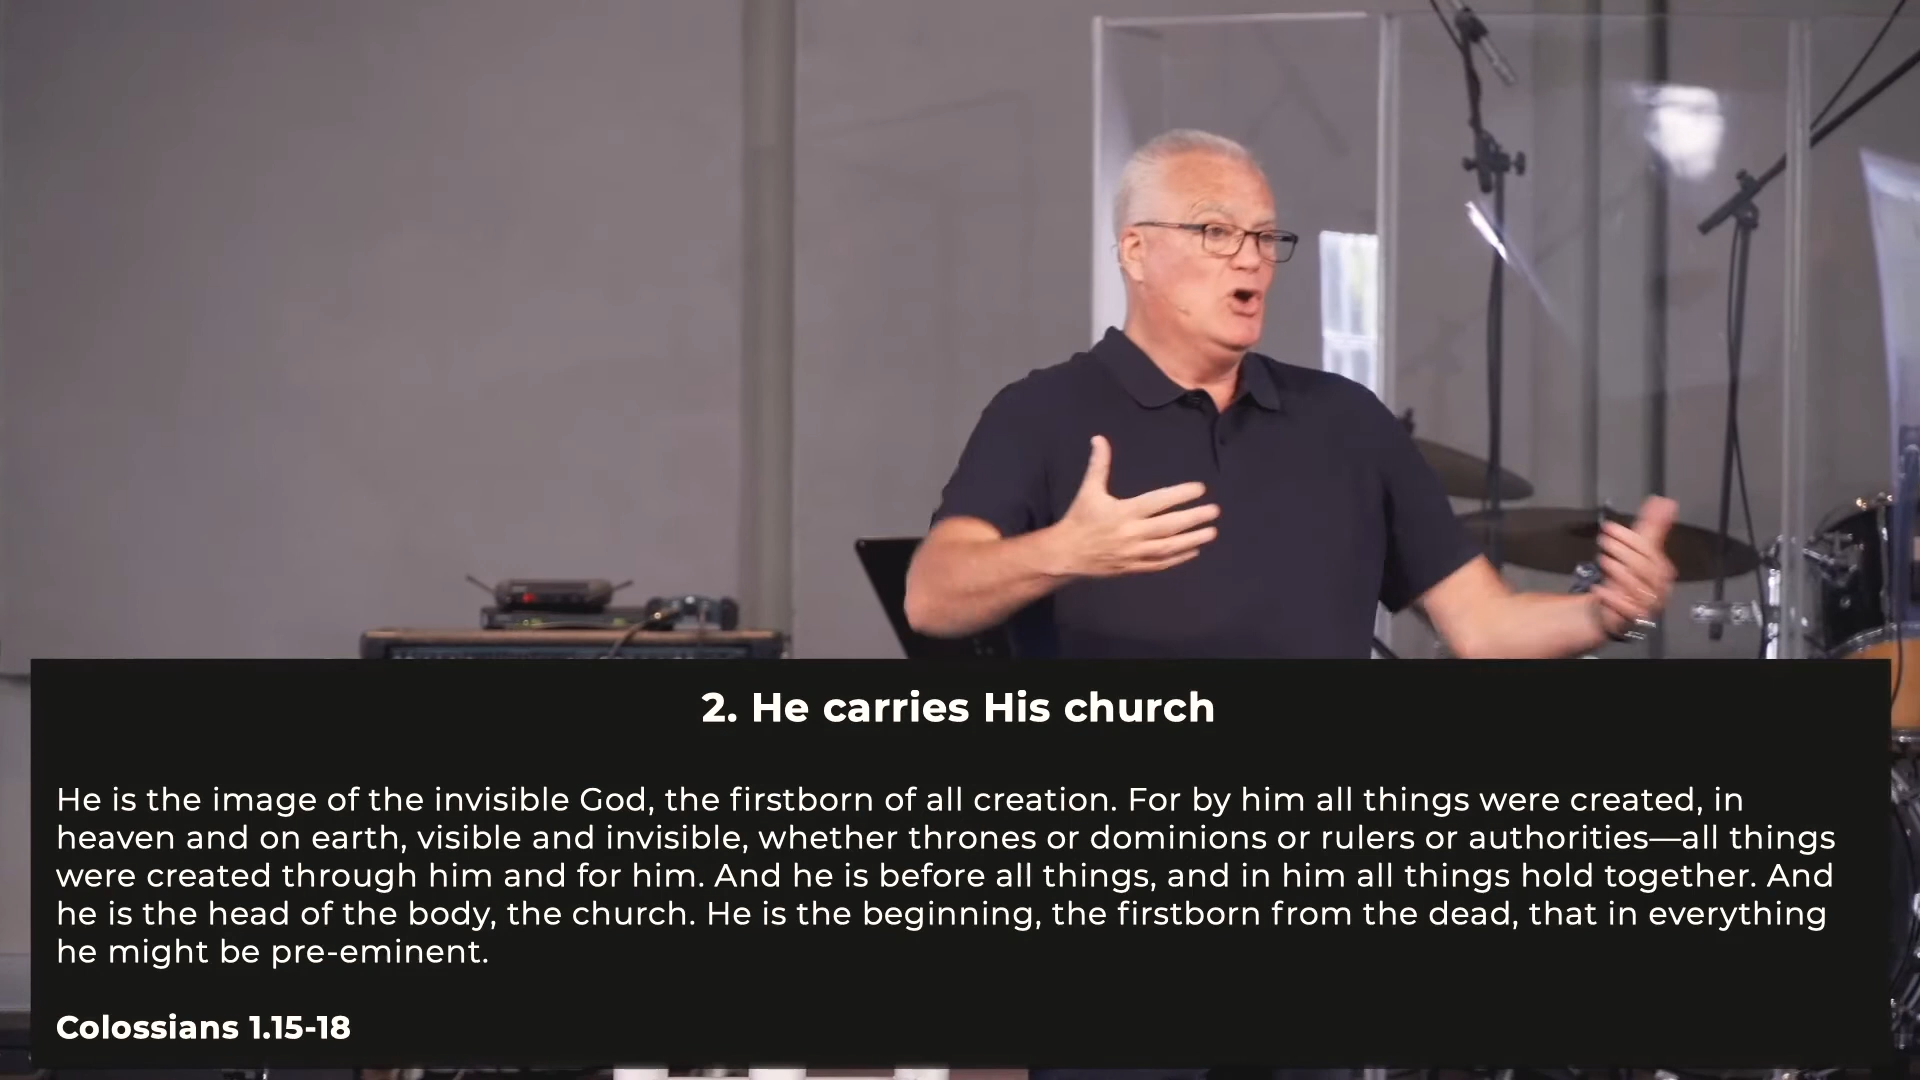 2. He carries His church
He is the image of the invisible God, the firstborn of all creation. For by him all things were created, in
heaven and on earth, visible and invisible, whether thrones or dominions or rulers or authorities—all things
were created through him and for him. And he is before all things, and in him all things hold together. And
he is the head of the body, the church. He is the beginning, the firstborn from the dead, that in everything
he might be pre-eminent.
Colossians 1.15-18